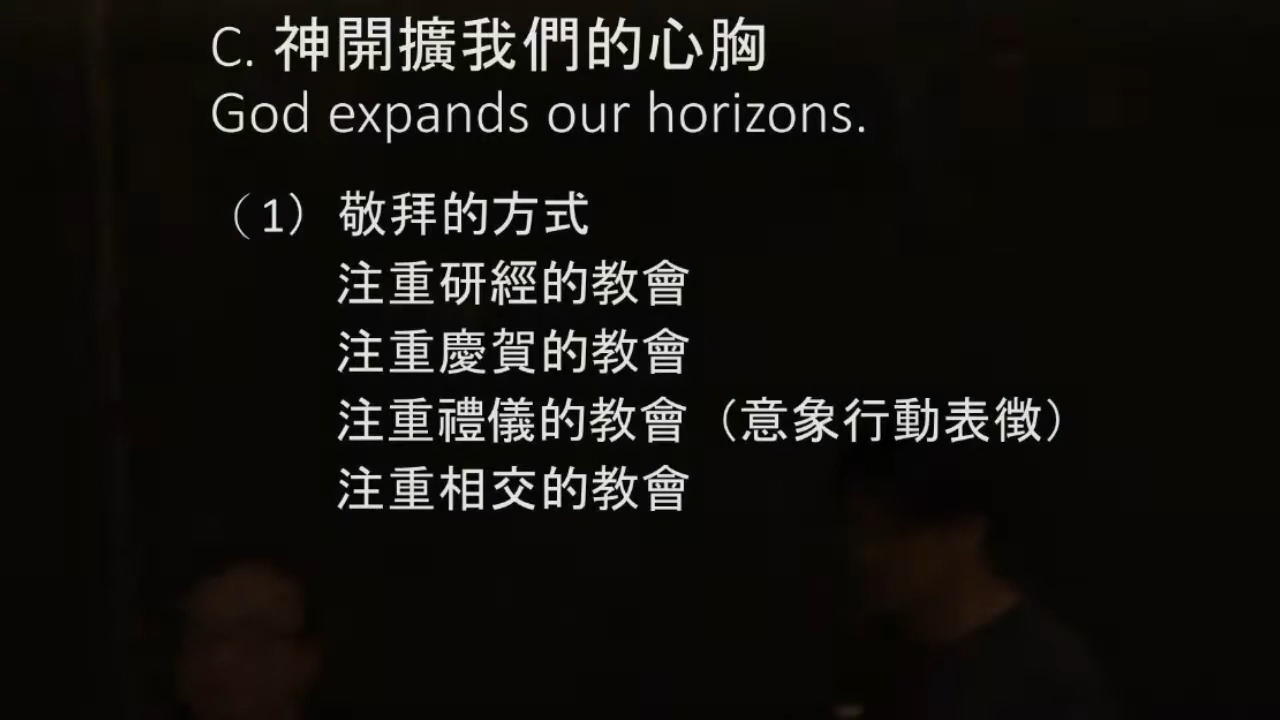 C. 神開擴我們的心胸
God expands our horizons.
（1） 敬拜的方式
注重研經的教會
注重慶賀的教會
注重禮儀的教會（意象行動表徵）
注重相交的教會